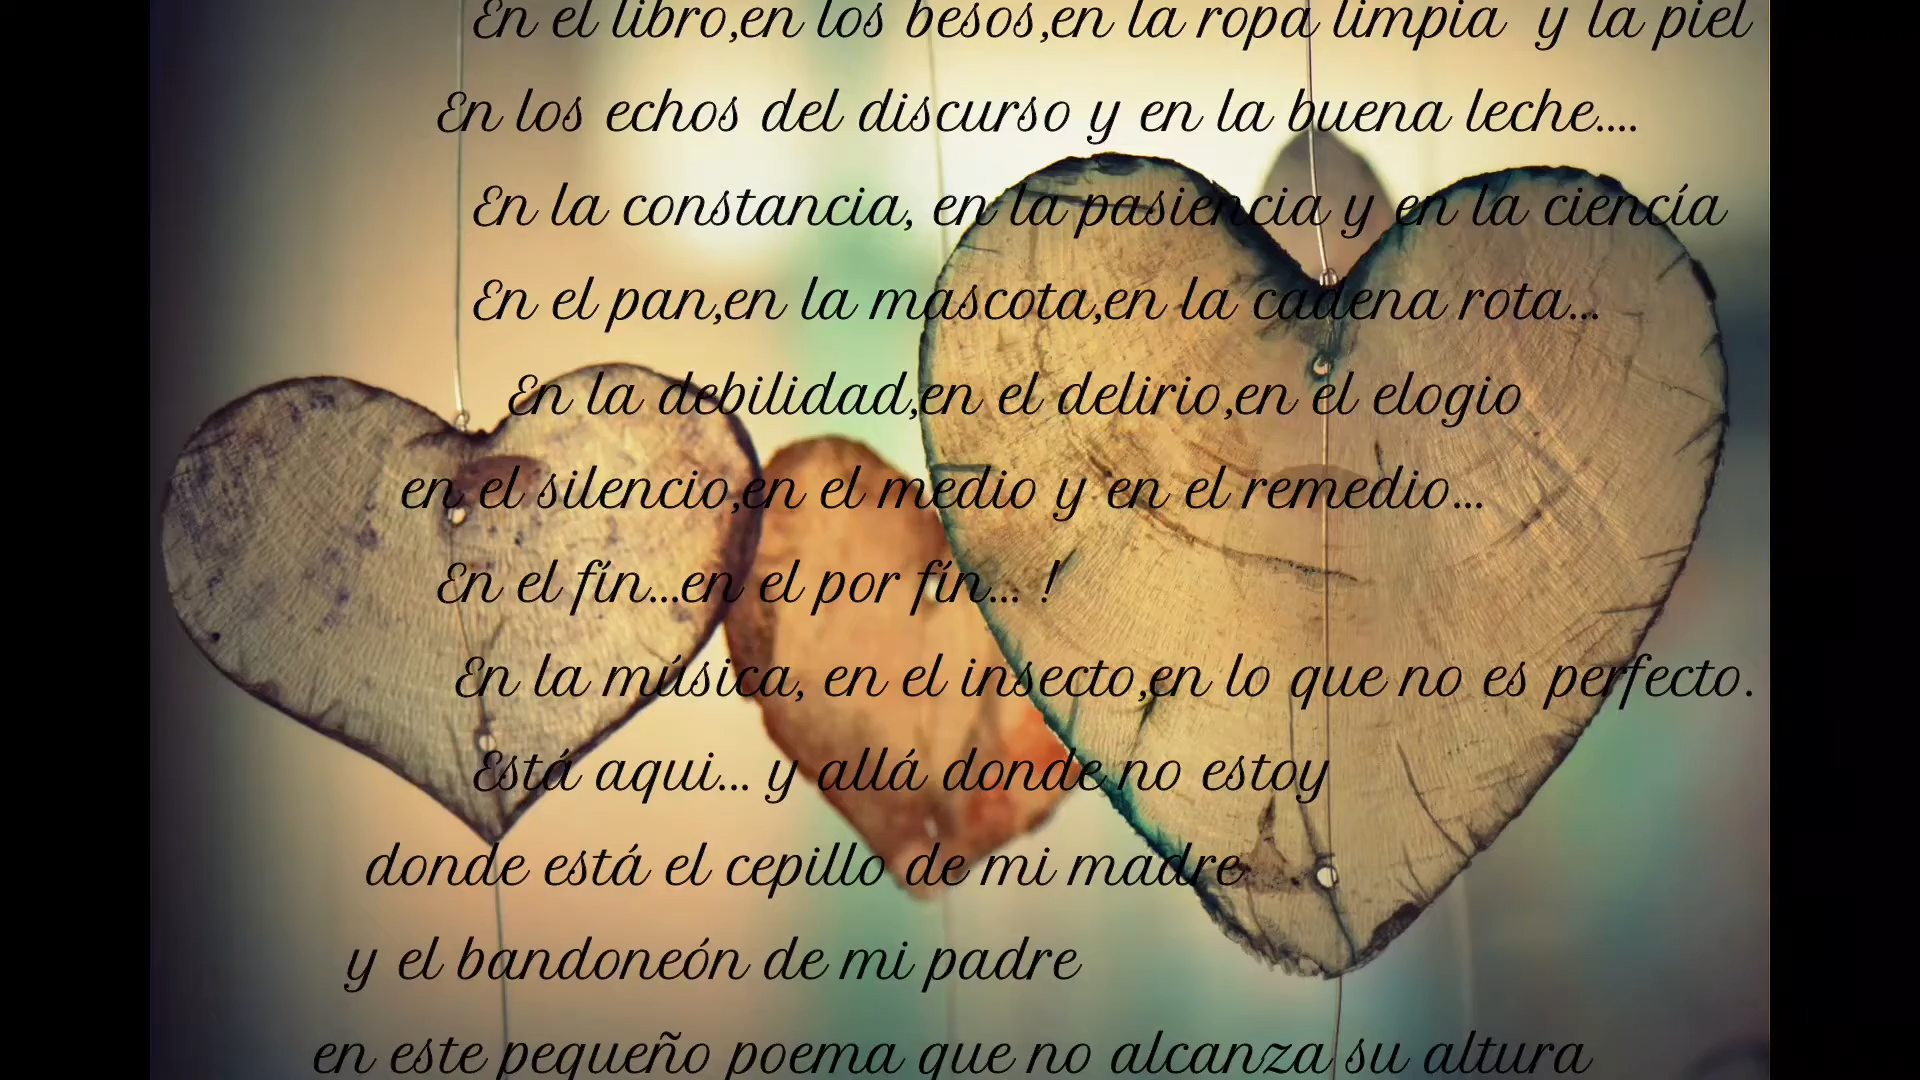 En el libro,en los besos,en la ropa limpia y la piel
En los echos del discurso y en la buena leche....
En la constancia, en la pasiencia y en la ciencía
En el pan,en la mascota,en la cadena rota...
En la debilidad,en el delirio,en el elogio
en el silencio,en el medio y en el remedio...
En el fín...en el por fín... !
En la música, en el insecto,en lo que no es perfecto.
Está aqui... y allá donde no estoy
donde está el cepillo de mi madre
y el bandoneón de mi padre
en este pequeño poema que no alcanza su altura